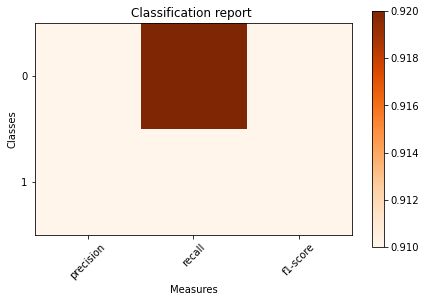 Classification report
0.920
0.918
0.916
0.914
0.912
0.910
Classes
0
1
precision
recall
f1-score
Measures